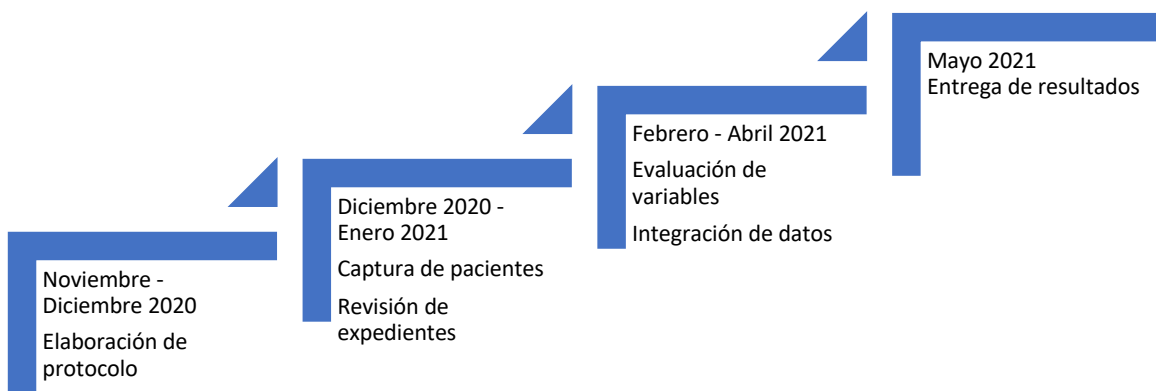 Noviembre -
Diciembre 2020
Elaboración de
protocolo
Diciembre 2020 -
Enero 2021
Captura de pacientes
Revisión de
expedientes
Febrero - Abril 2021
Evaluación de
variables
Integración de datos
Mayo 2021
Entrega de resultados